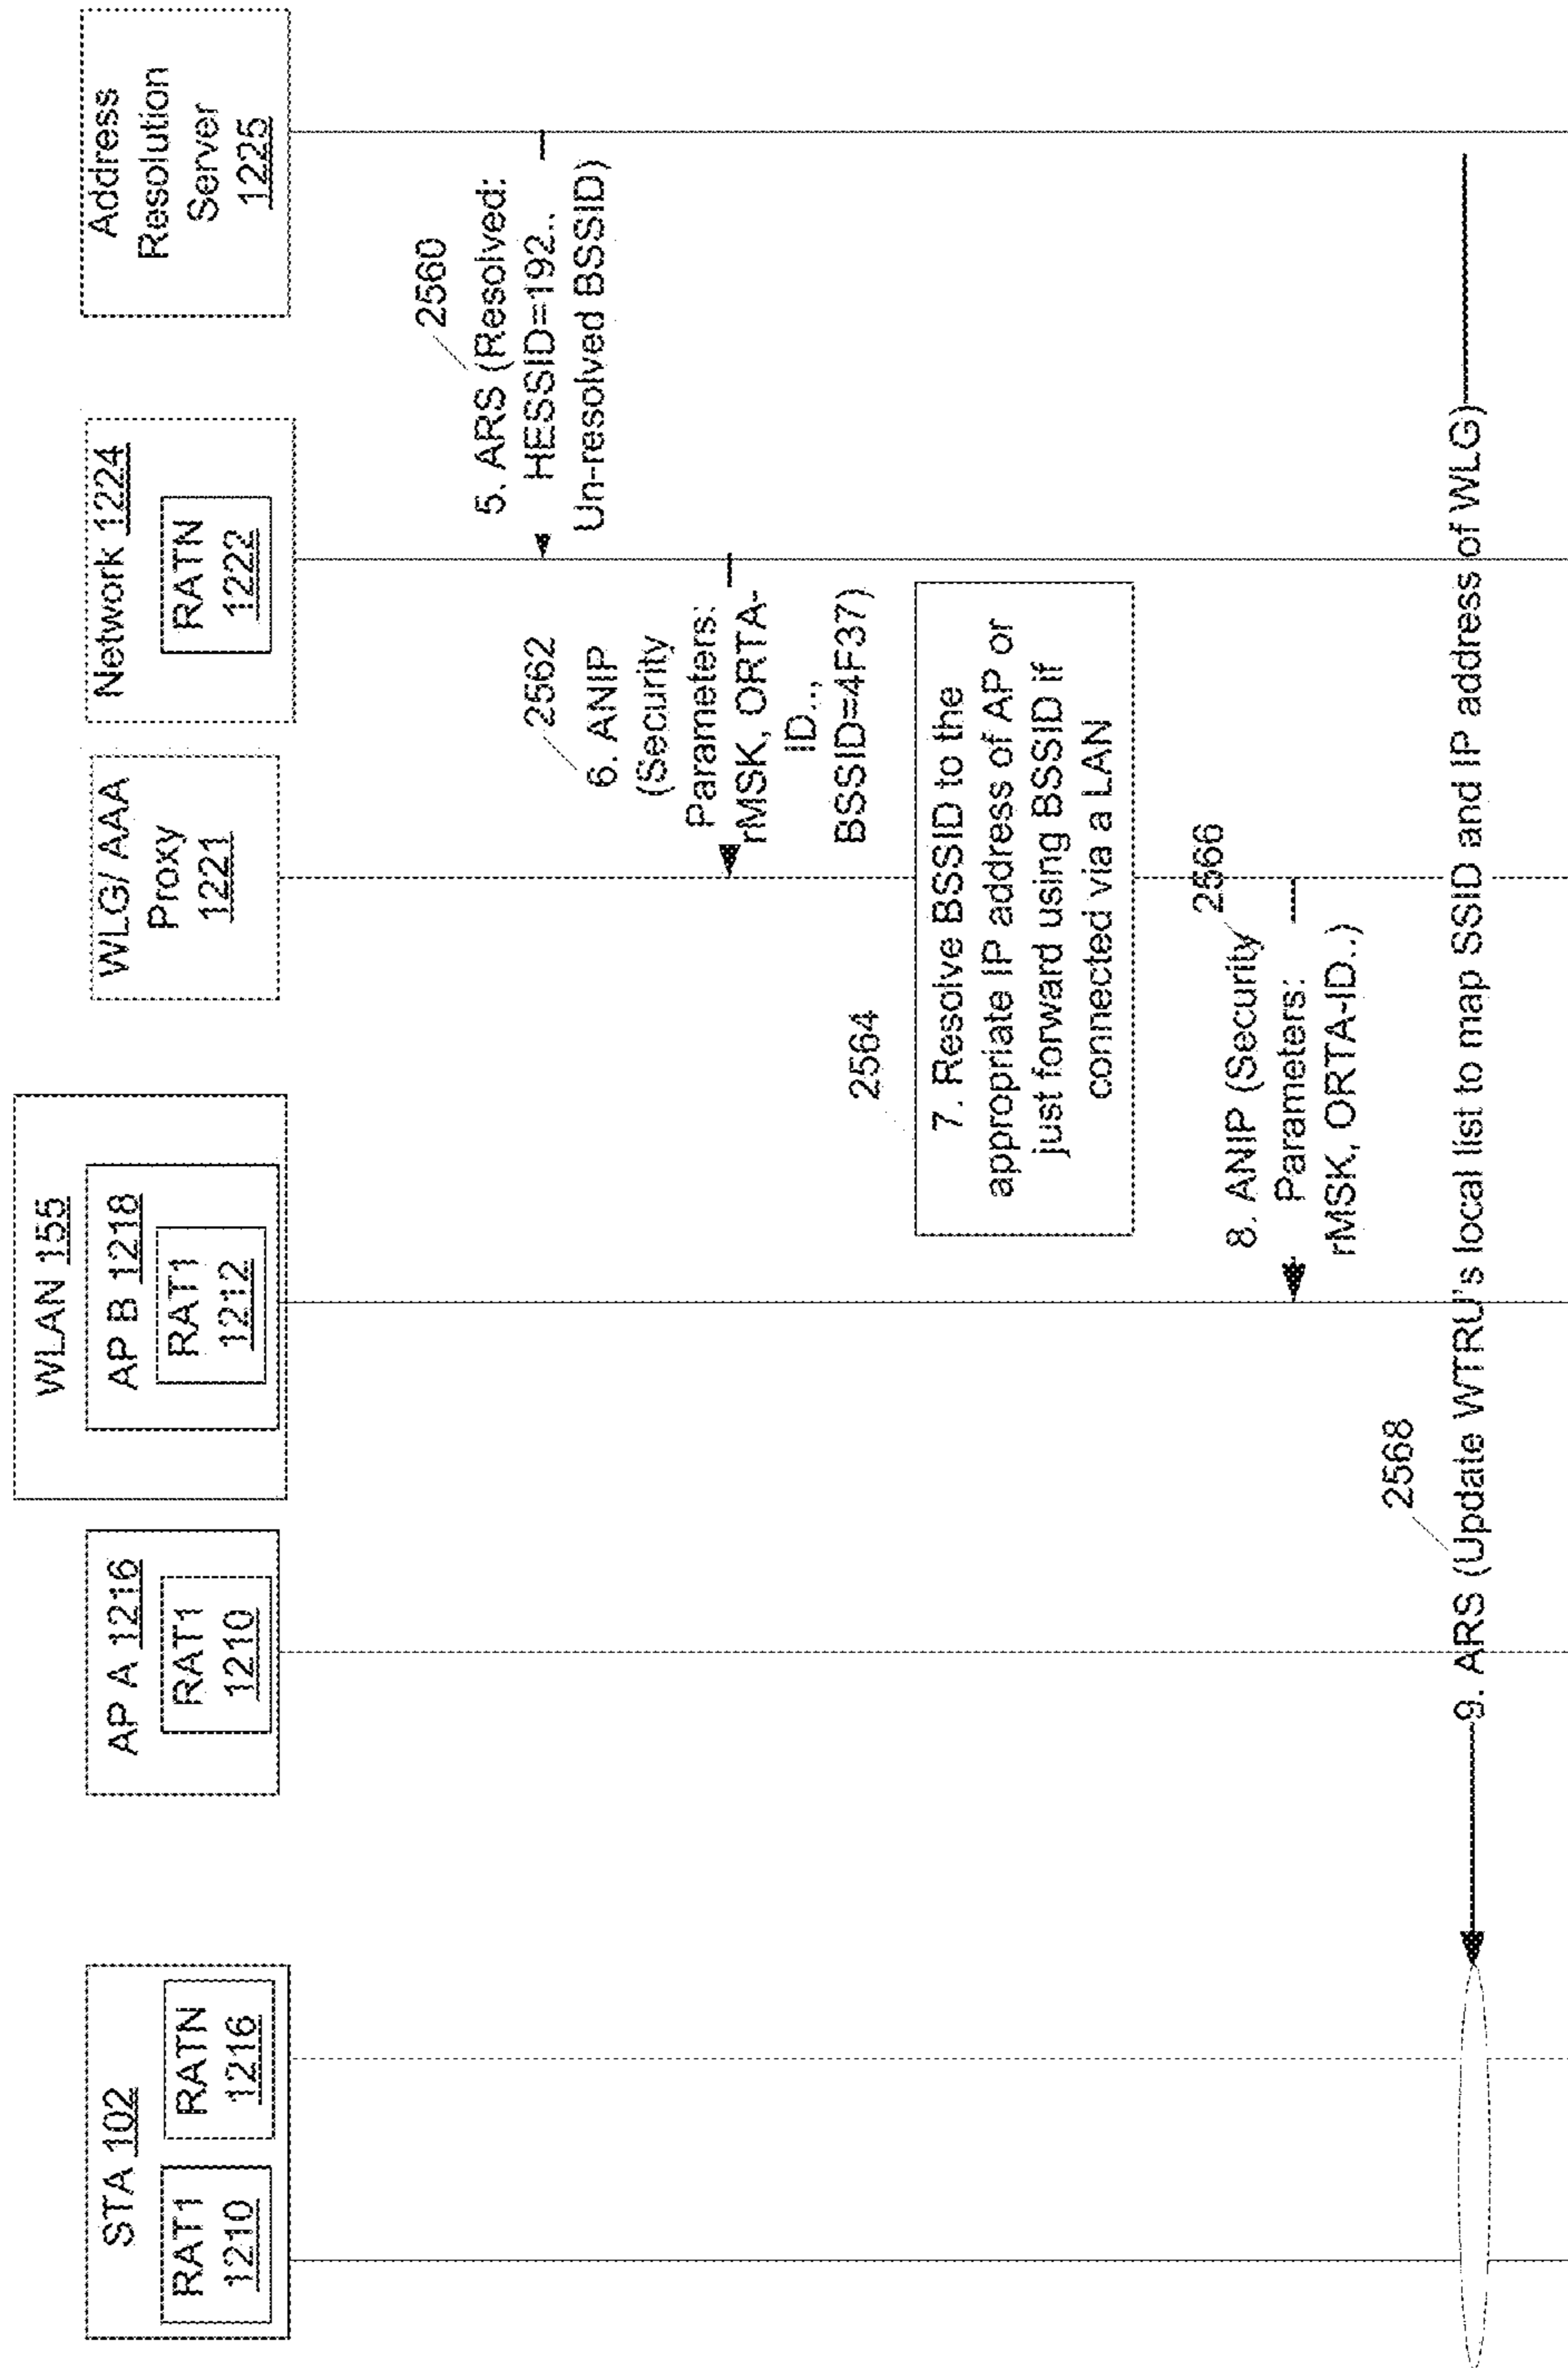 STA 102
RAT1
1210
RATN
1216
AP A 1216
RAT1
1210
WLAN 155
AP B 1218
RAT1
1212
WLG/ AAA
Proxy
1221
Network 1224
RATN
1222
Address
Resolution
Server
1225
2560
5. ARS (Resolved:
HESSID=192..
Un-resolved BSSID)
2562
6. ANIP
(Security
Parameters:
rMSK, ORTA-
ID..,
BSSID=4F37)
2564
7. Resolve BSSID to the
appropriate IP address of AP or
just forward using BSSID if
connected via a LAN
2566
8. ANIP (Security
Parameters:
rMSK, ORTA-ID..)
2568
9. ARS (Update WTRU's local list to map SSID and IP address of WLG)